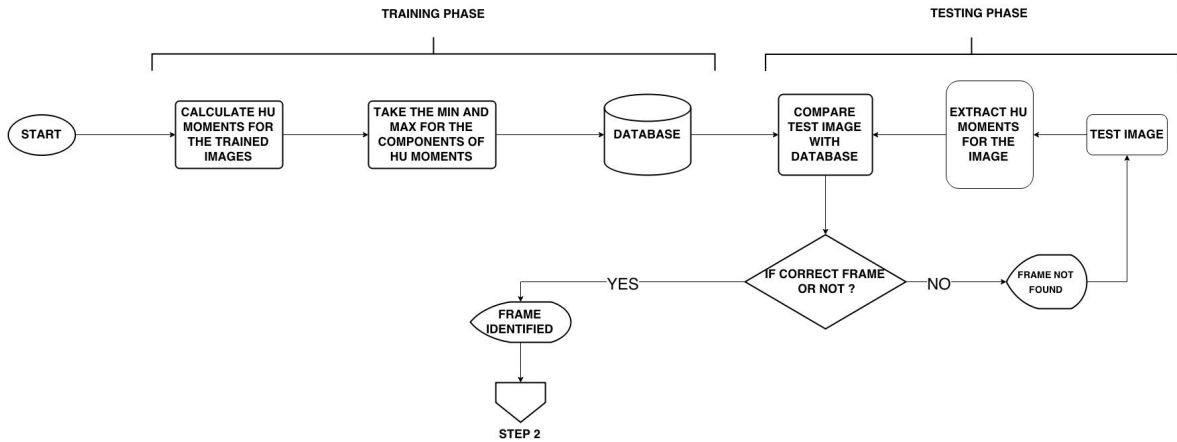 TRAINING PHASE
TESTING PHASE
START
CALCULATE HU
MOMENTS FOR
THE TRAINED
IMAGES
TAKE THE MIN AND
MAX FOR THE
COMPONENTS OF
HU MOMENTS
DATABASE
COMPARE
TEST IMAGE
WITH
DATABASE
EXTRACT HU
MOMENTS
FOR THE
IMAGE
TEST IMAGE
IF CORRECT FRAME
OR NOT ?
YES
NO
FRAME NOT
FOUND
FRAME
IDENTIFIED
STEP 2